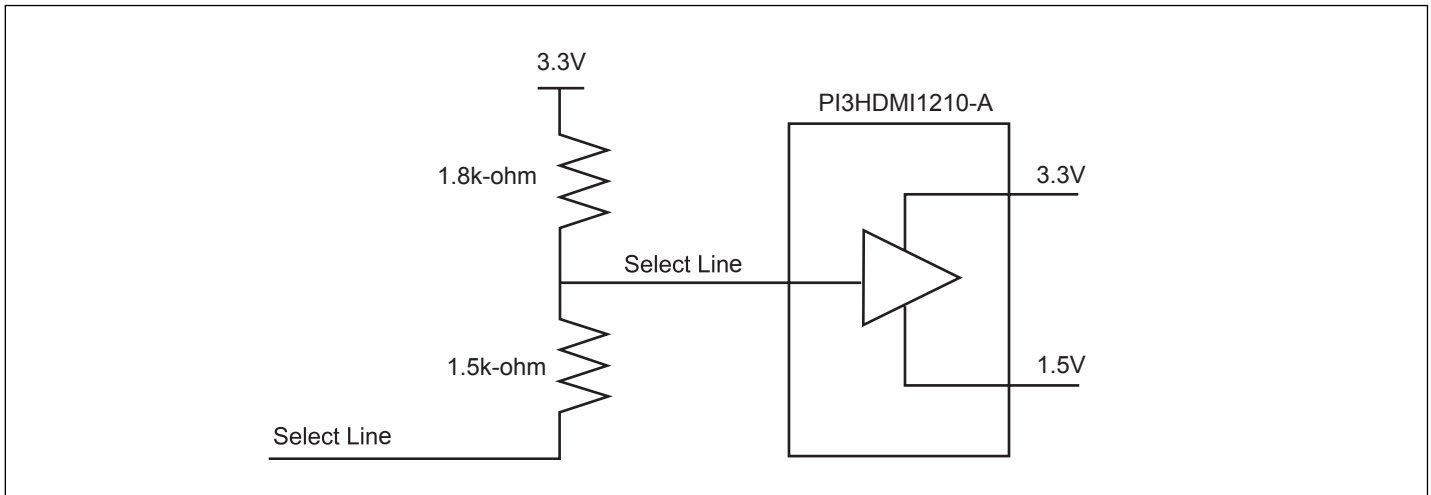 3.3V
PI3HDMI1210-A
1.8k-ohm
3.3V
Select Line
1.5k-ohm
1.5V
Select Line